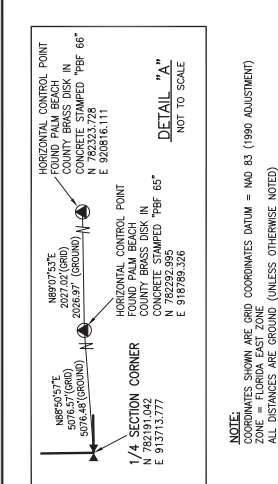 HORIZONTAL CONTROL POINT
FOUND PALM BEACH
COUNTY BRASS DISK IN
CONCRETE STAMPED "PBF 66"
N 782323.728
E 920816.111
N89°07'53"E
2027.02'(GRID)
2026.97' (GROUND)
N88°50'57"E
5076.57'(GRID)
5076.48'(GROUND)
HORIZONTAL CONTROL POINT
FOUND PALM BEACH
COUNTY BRASS DISK IN
CONCRETE STAMPED "PBF 65"
N 782292.995
E 918789.326
1/4 SECTION CORNER
N 782191.042
E 913713.777
DETAIL "A"
NOT TO SCALE
NOTE:
COORDINATES SHOWN ARE GRID COORDINATES DATUM = NAD 83 (1990 ADJUSTMENT)
ZONE = FLORIDA EAST ZONE
ALL DISTANCES ARE GROUND (UNLESS OTHERWISE NOTED)